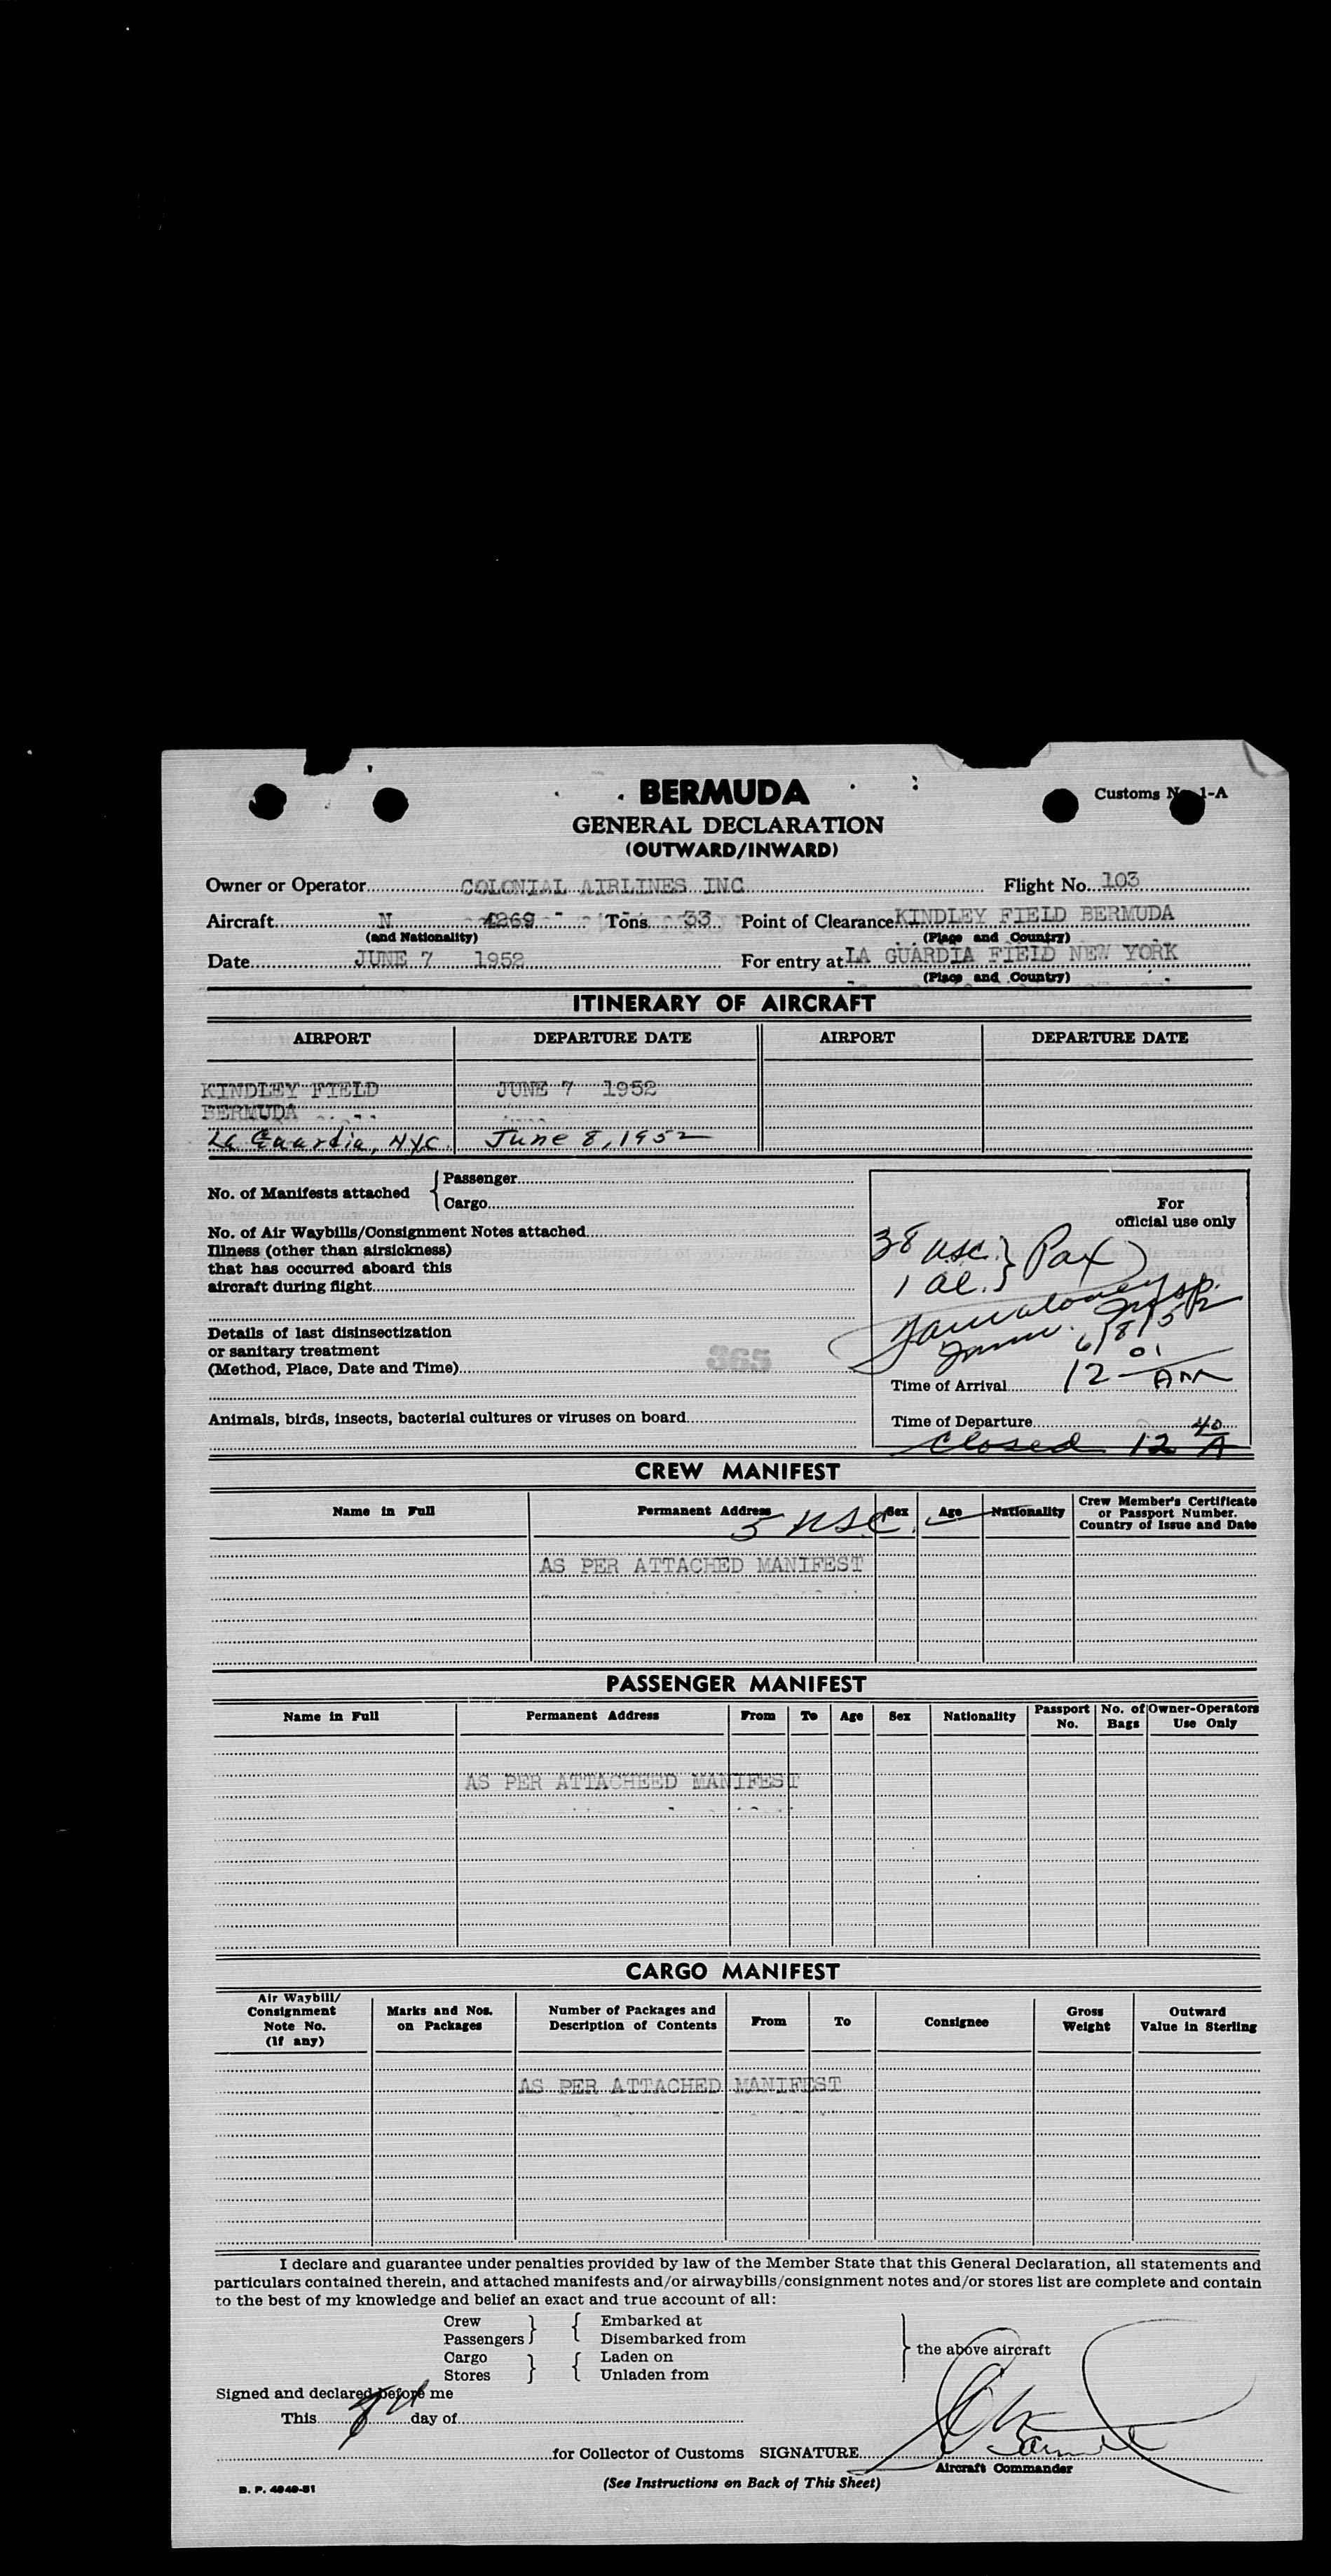 BERMUDA
Customs No. 1-A
GENERAL DECLARATION
(OUTWARD/INWARD)
Owner or Operator COLONIAL AIRLINES INC Flight No. 103
Aircraft N 4269 Tons 33 Point of Clearance KINDLEY FIELD BERMUDA
(and Nationality) (Place and Country)
Date JUNE 7 1952 For entry at LA GUARDIA FIELD NEW YORK
(Place and Country)
ITINERARY OF AIRCRAFT
AIRPORT DEPARTURE DATE AIRPORT DEPARTURE DATE
KINDLEY FIELD JUNE 7 1952
BERMUDA
La Guardia, NYC. June 8, 1952
No. of Manifests attached { Passenger
Cargo
No. of Air Waybills/Consignment Notes attached
Illness (other than airsickness)
that has occurred aboard this
aircraft during flight
Details of last disinsectization
or sanitary treatment
(Method, Place, Date and Time) 365
Animals, birds, insects, bacterial cultures or viruses on board
For
official use only
38 USC. } Pax
1 al.
Insp.
Imm. 6/8/52
Time of Arrival 12 01 AM
Time of Departure 40
Closed 12 A
CREW MANIFEST
Name in Full Permanent Address Sex Age Nationality Crew Member's Certificate
or Passport Number.
Country of Issue and Date
5 USC.
AS PER ATTACHED MANIFEST
PASSENGER MANIFEST
Name in Full Permanent Address From To Age Sex Nationality Passport No. No. of Bags Owner-Operators Use Only
AS PER ATTACHEED MANIFEST
CARGO MANIFEST
Air Waybill/
Consignment
Note No.
(if any)
Marks and Nos.
on Packages
Number of Packages and
Description of Contents
From To Consignee
Gross
Weight
Outward
Value in Sterling
AS PER ATTACHED MANIFEST
I declare and guarantee under penalties provided by law of the Member State that this General Declaration, all statements and
particulars contained therein, and attached manifests and/or airwaybills/consignment notes and/or stores list are complete and contain
to the best of my knowledge and belief an exact and true account of all:
Crew } { Embarked at
Passengers Disembarked from
Cargo } { Laden on
Stores Unladen from
} the above aircraft
Signed and declared before me
This day of
for Collector of Customs SIGNATURE
Aircraft Commander
B. P. 4040-51
(See Instructions on Back of This Sheet)